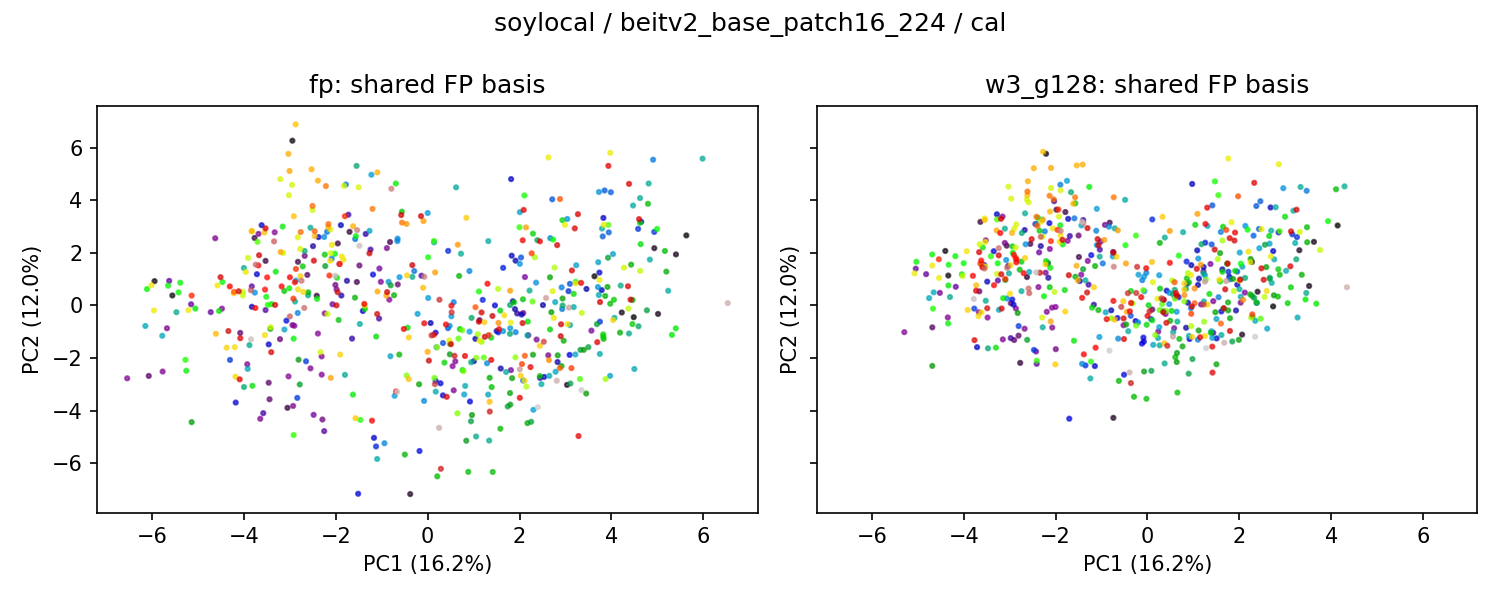 soylocal / beitv2_base_patch16_224 / cal
fp: shared FP basis
w3_g128: shared FP basis
6
4
2
0
−2
−4
−6
PC2 (12.0%)
PC2 (12.0%)
−6 −4 −2 0 2 4 6
−6 −4 −2 0 2 4 6
PC1 (16.2%)
PC1 (16.2%)